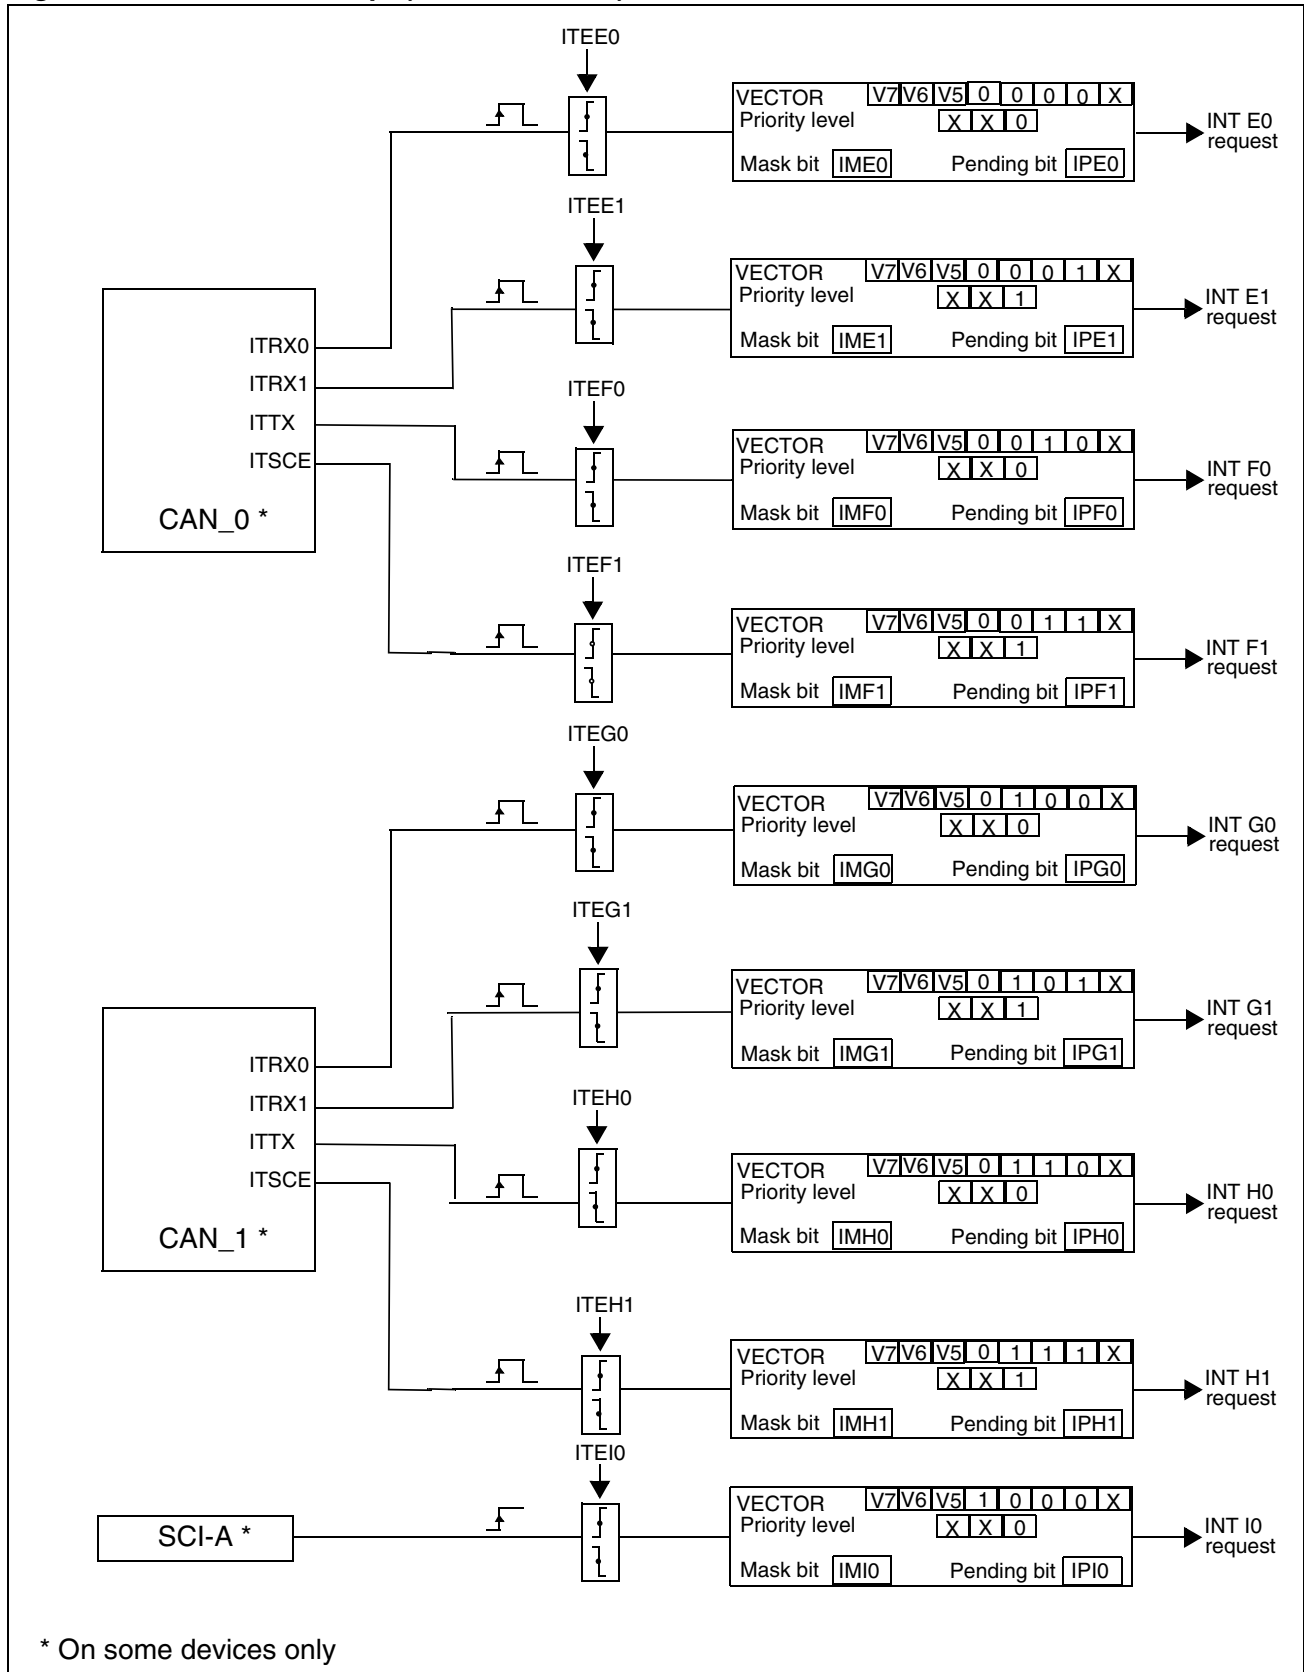 ITEE0
VECTOR V7 V6 V5 0 0 0 0 X
Priority level X X 0
Mask bit IME0 Pending bit IPE0
INT E0
request
ITEE1
VECTOR V7 V6 V5 0 0 0 1 X
Priority level X X 1
Mask bit IME1 Pending bit IPE1
INT E1
request
ITRX0
ITRX1
ITTX
ITSCE
CAN_0 *
ITEF0
VECTOR V7 V6 V5 0 0 1 0 X
Priority level X X 0
Mask bit IMF0 Pending bit IPF0
INT F0
request
ITEF1
VECTOR V7 V6 V5 0 0 1 1 X
Priority level X X 1
Mask bit IMF1 Pending bit IPF1
INT F1
request
ITEG0
VECTOR V7 V6 V5 0 1 0 0 X
Priority level X X 0
Mask bit IMG0 Pending bit IPG0
INT G0
request
ITEG1
VECTOR V7 V6 V5 0 1 0 1 X
Priority level X X 1
Mask bit IMG1 Pending bit IPG1
INT G1
request
ITRX0
ITRX1
ITTX
ITSCE
CAN_1 *
ITEH0
VECTOR V7 V6 V5 0 1 1 0 X
Priority level X X 0
Mask bit IMH0 Pending bit IPH0
INT H0
request
ITEH1
VECTOR V7 V6 V5 0 1 1 1 X
Priority level X X 1
Mask bit IMH1 Pending bit IPH1
INT H1
request
ITEI0
SCI-A *
VECTOR V7 V6 V5 1 0 0 0 X
Priority level X X 0
Mask bit IMI0 Pending bit IPI0
INT I0
request
* On some devices only